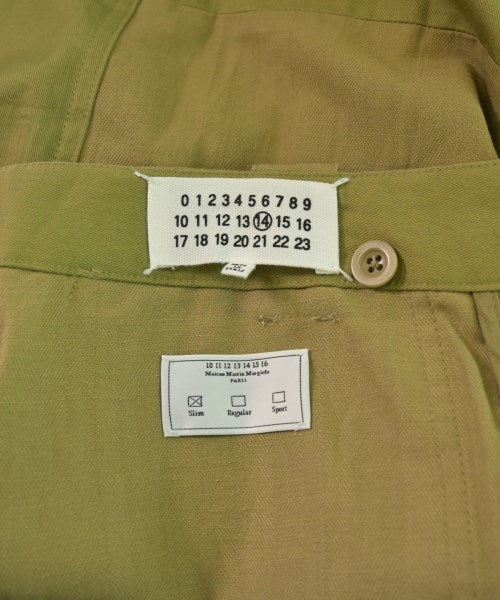 0 1 2 3 4 5 6 7 8 9
10 11 12 13 14 15 16
17 18 19 20 21 22 23
10 11 12 13 14 15 16
Maison Martin Margiela
PARIS
Slim Regular Sport